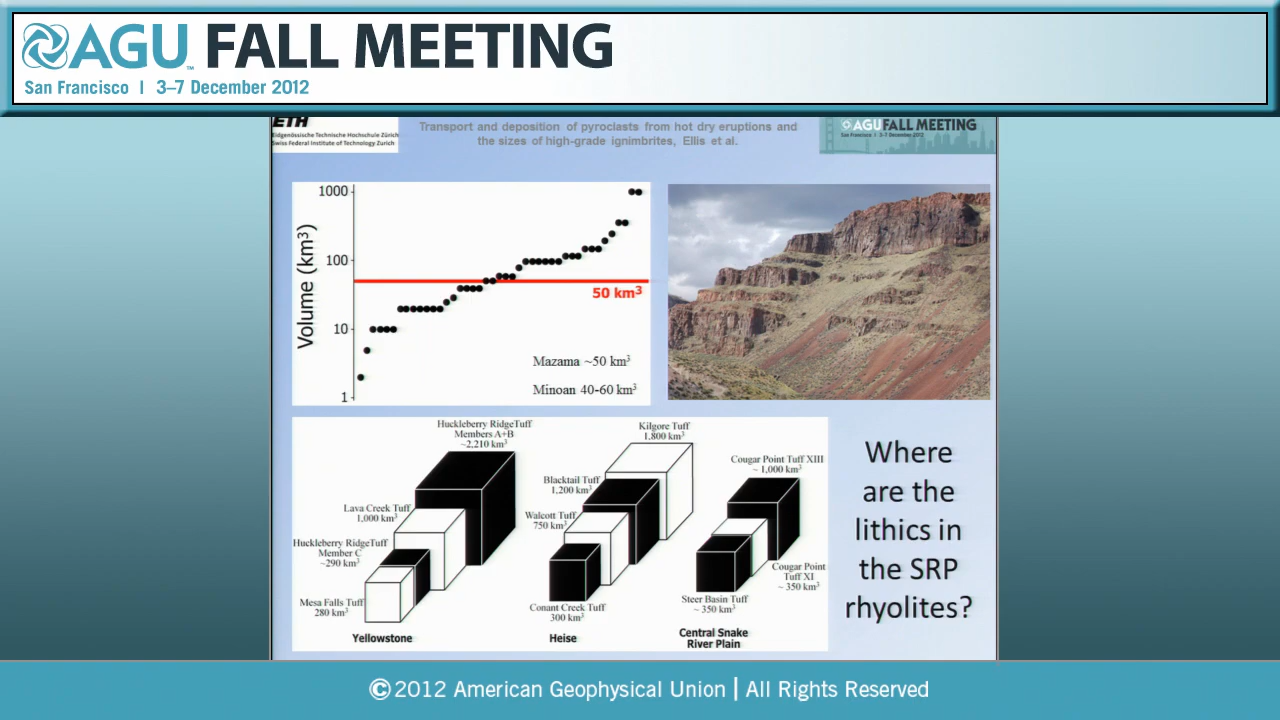 AGU™ FALL MEETING
San Francisco | 3–7 December 2012
ETH
Eidgenössische Technische Hochschule Zürich
Swiss Federal Institute of Technology Zurich
Transport and deposition of pyroclasts from hot dry eruptions and
the sizes of high-grade ignimbrites, Ellis et al.
AGU FALL MEETING
San Francisco | 3–7 December 2012
Volume (km³)
1000
100
10
1
50 km³
Mazama ~50 km³
Minoan 40-60 km³
Huckleberry RidgeTuff
Members A+B
~2,210 km³
Lava Creek Tuff
1,000 km³
Huckleberry RidgeTuff
Member C
~290 km³
Mesa Falls Tuff
280 km³
Yellowstone
Kilgore Tuff
1,800 km³
Blacktail Tuff
1,200 km³
Walcott Tuff
750 km³
Conant Creek Tuff
300 km³
Heise
Cougar Point Tuff XIII
~ 1,000 km³
Cougar Point
Tuff XI
~ 350 km³
Steer Basin Tuff
~ 350 km³
Central Snake
River Plain
Where
are the
lithics in
the SRP
rhyolites?
©2012 American Geophysical Union | All Rights Reserved